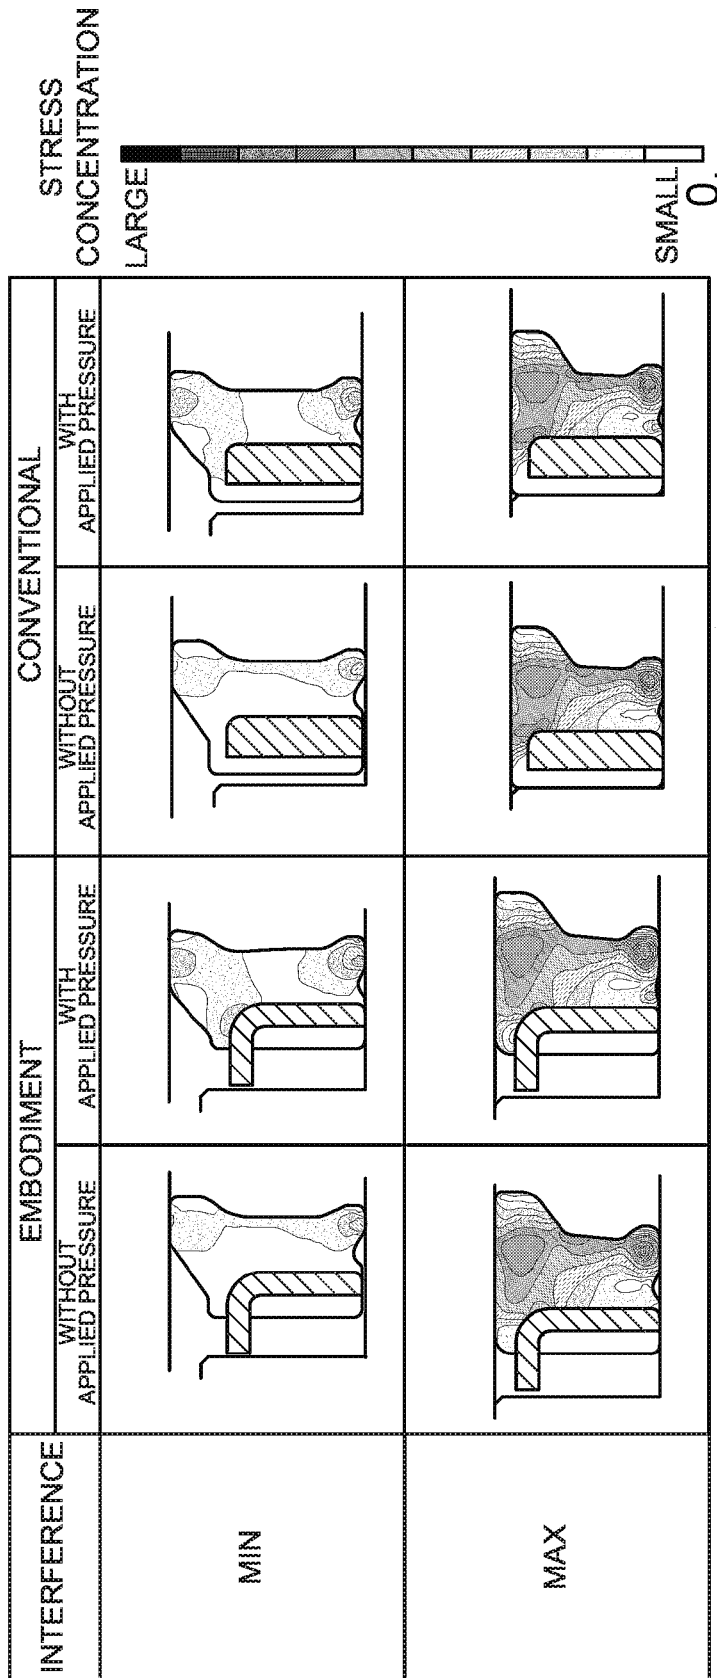 INTERFERENCE
EMBODIMENT
CONVENTIONAL
WITHOUT
APPLIED PRESSURE
WITH
APPLIED PRESSURE
WITHOUT
APPLIED PRESSURE
WITH
APPLIED PRESSURE
MIN
MAX
STRESS
CONCENTRATION
LARGE
SMALL
0.